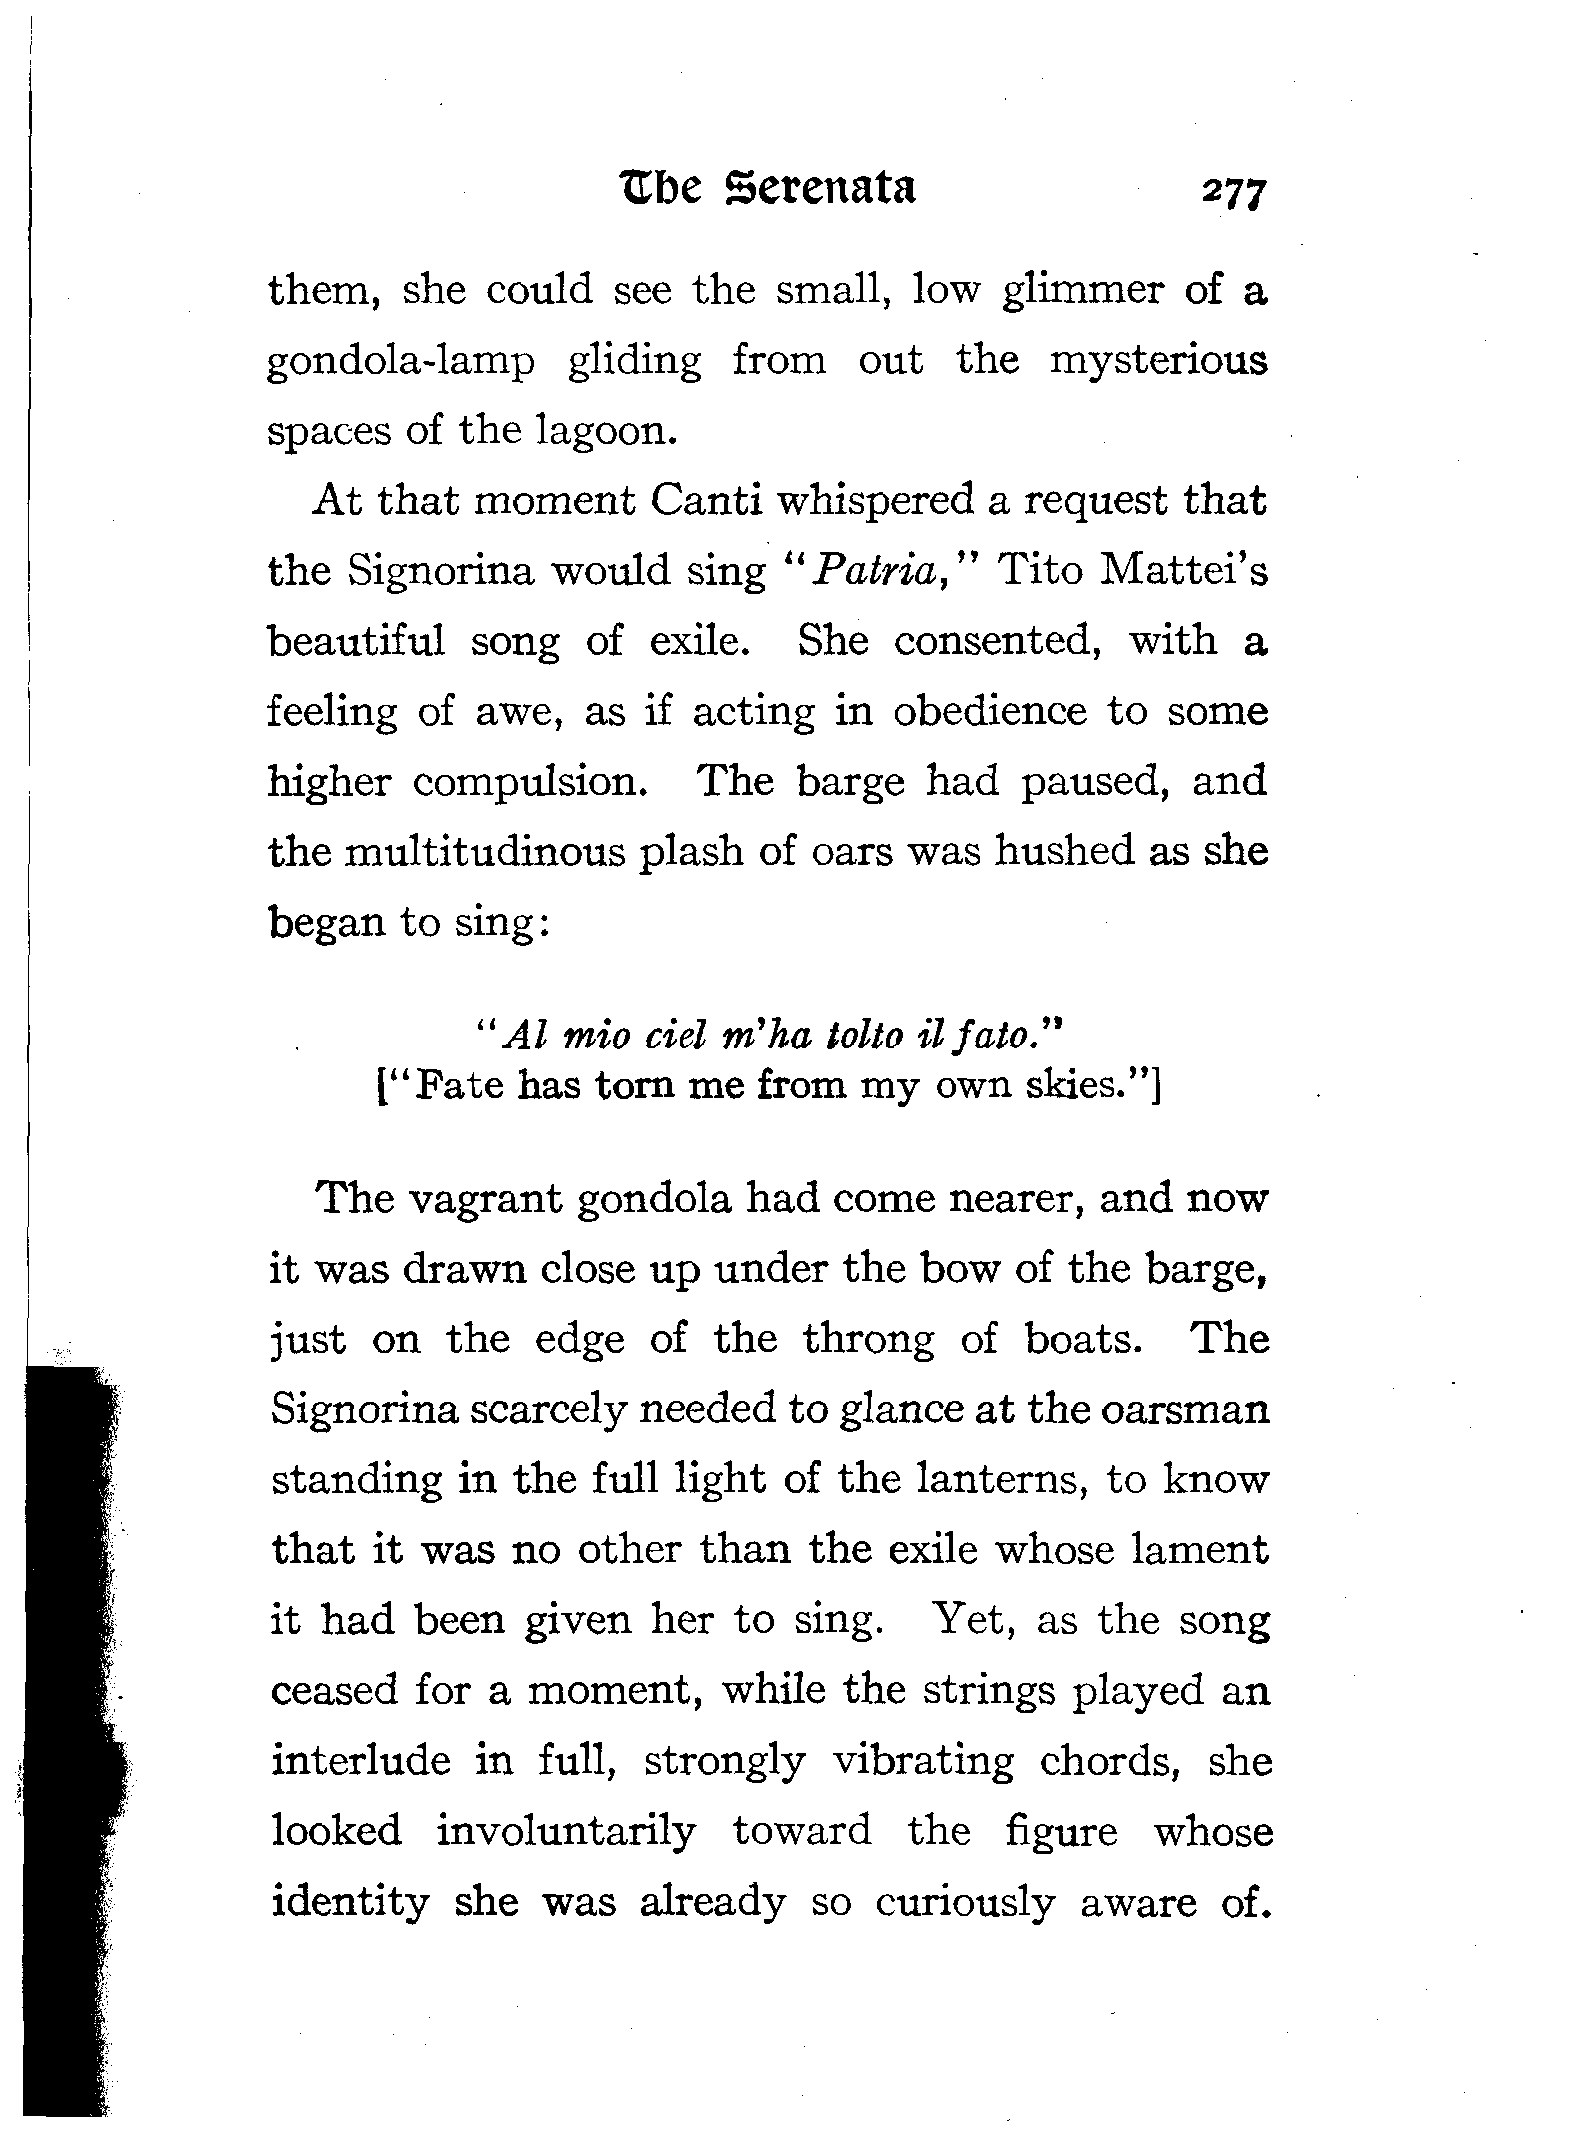 The Serenata 277
them, she could see the small, low glimmer of a
gondola-lamp gliding from out the mysterious
spaces of the lagoon.
At that moment Canti whispered a request that
the Signorina would sing "Patria," Tito Mattei's
beautiful song of exile. She consented, with a
feeling of awe, as if acting in obedience to some
higher compulsion. The barge had paused, and
the multitudinous plash of oars was hushed as she
began to sing:
"Al mio ciel m'ha tolto il fato."
["Fate has torn me from my own skies."]
The vagrant gondola had come nearer, and now
it was drawn close up under the bow of the barge,
just on the edge of the throng of boats. The
Signorina scarcely needed to glance at the oarsman
standing in the full light of the lanterns, to know
that it was no other than the exile whose lament
it had been given her to sing. Yet, as the song
ceased for a moment, while the strings played an
interlude in full, strongly vibrating chords, she
looked involuntarily toward the figure whose
identity she was already so curiously aware of.